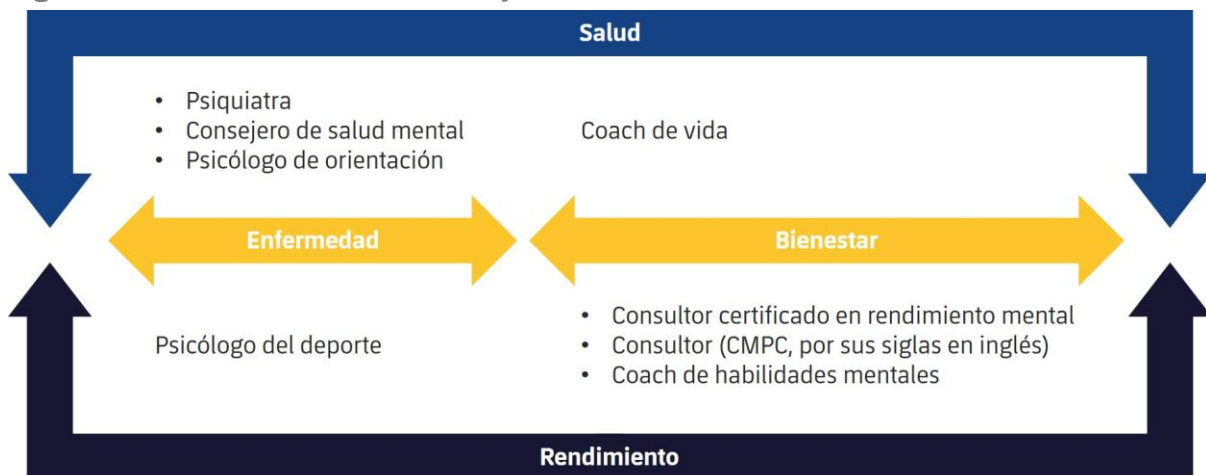 Salud
• Psiquiatra
• Consejero de salud mental
• Psicólogo de orientación
Coach de vida
Enfermedad
Bienestar
Psicólogo del deporte
• Consultor certificado en rendimiento mental
• Consultor (CMPC, por sus siglas en inglés)
• Coach de habilidades mentales
Rendimiento